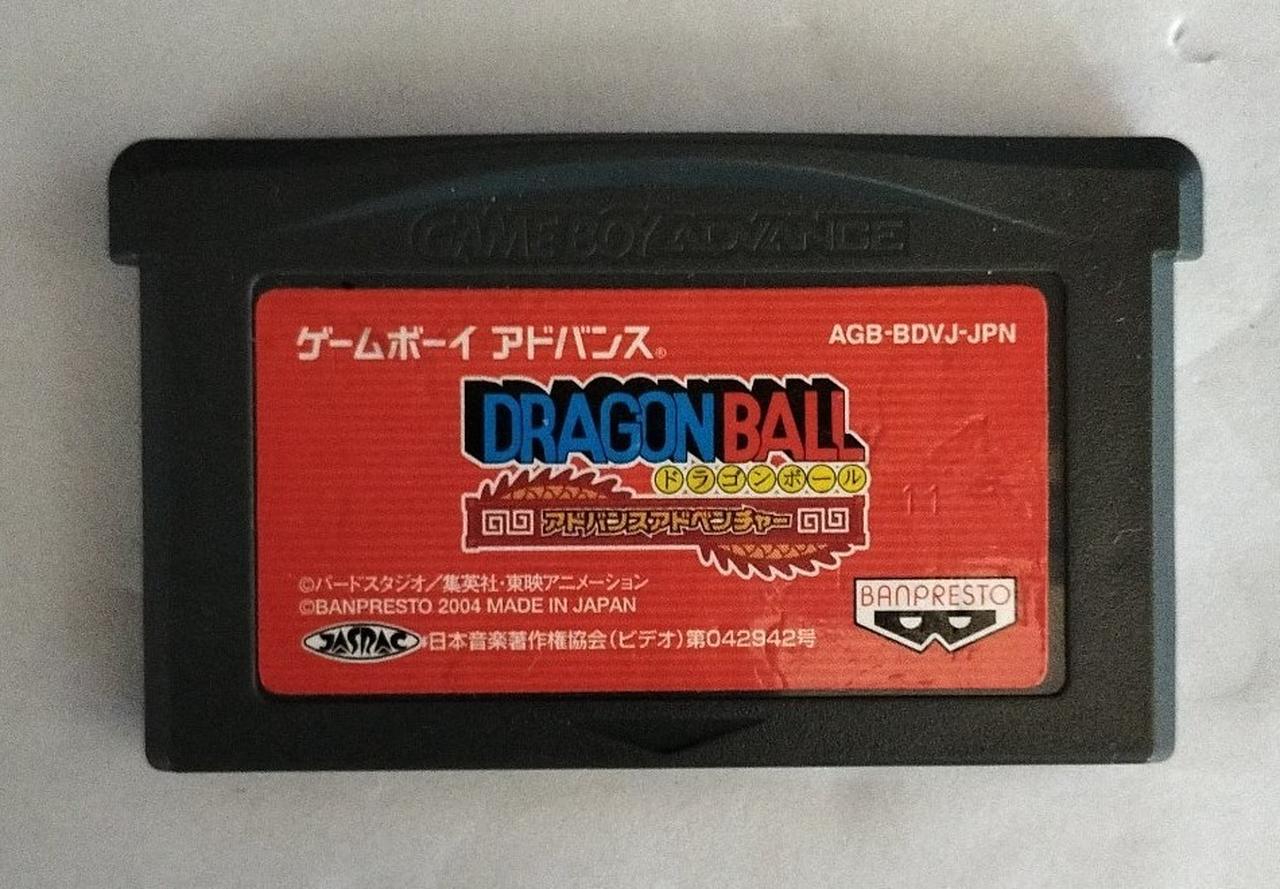 GAME BOY ADVANCE
ゲームボーイ アドバンス®
AGB-BDVJ-JPN
DRAGON BALL
ドラゴンボール
アドバンスアドベンチャー
©バードスタジオ/集英社・東映アニメーション
©BANPRESTO 2004 MADE IN JAPAN
JASRAC
日本音楽著作権協会(ビデオ)第042942号
BANPRESTO
11